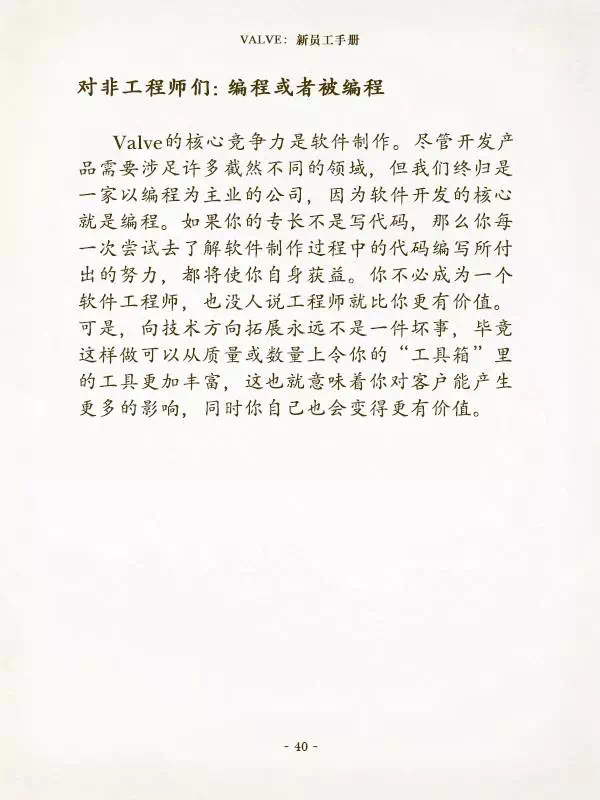 VALVE: 新员工手册
对非工程师们: 编程或者被编程
Valve的核心竞争力是软件制作。尽管开发产
品需要涉足许多截然不同的领域，但我们终归是
一家以编程为主业的公司，因为软件开发的核心
就是编程。如果你的专长不是写代码，那么你每
一次尝试去了解软件制作过程中的代码编写所付
出的努力，都将使你自身获益。你不必成为一个
软件工程师，也没人说工程师就比你更有价值。
可是，向技术方向拓展永远不是一件坏事，毕竟
这样做可以从质量或数量上令你的“工具箱”里
的工具更加丰富，这也就意味着你对客户能产生
更多的影响，同时你自己也会变得更有价值。
- 40 -